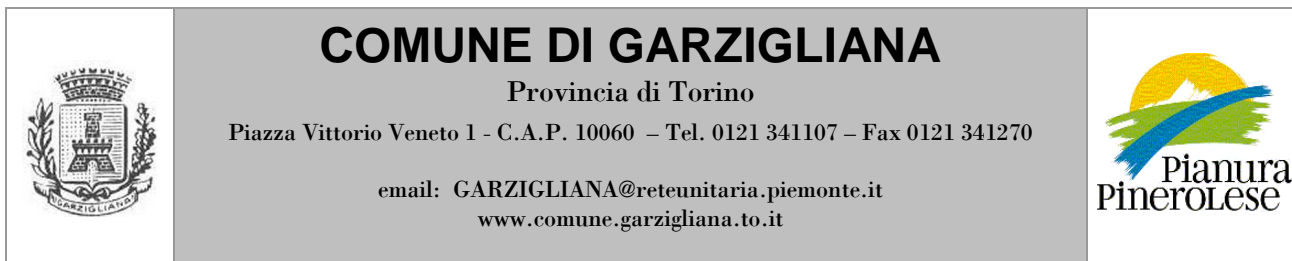 COMUNE DI GARZIGLIANA
Provincia di Torino
Piazza Vittorio Veneto 1 - C.A.P. 10060 – Tel. 0121 341107 – Fax 0121 341270
email: GARZIGLIANA@reteunitaria.piemonte.it
www.comune.garzigliana.to.it
GARZIGLIANA
Pianura
PineroLese